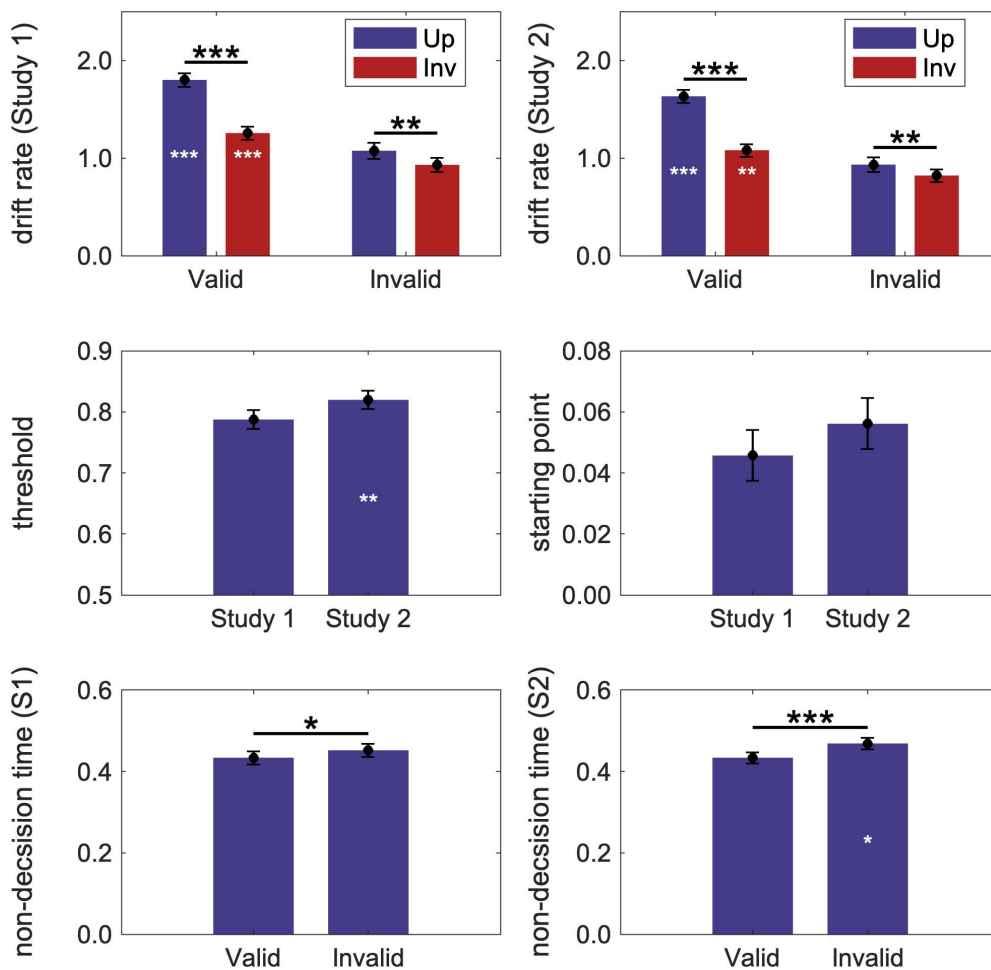 drift rate (Study 1)
2.0
1.0
0.0
Up
Inv
***
**
***
***
Valid
Invalid
drift rate (Study 2)
2.0
1.0
0.0
Up
Inv
***
**
***
**
Valid
Invalid
threshold
0.9
0.8
0.7
0.6
0.5
**
Study 1
Study 2
starting point
0.08
0.06
0.04
0.02
0.00
Study 1
Study 2
non-decsision time (S1)
0.6
0.4
0.2
0.0
*
Valid
Invalid
non-decsision time (S2)
0.6
0.4
0.2
0.0
***
*
Valid
Invalid